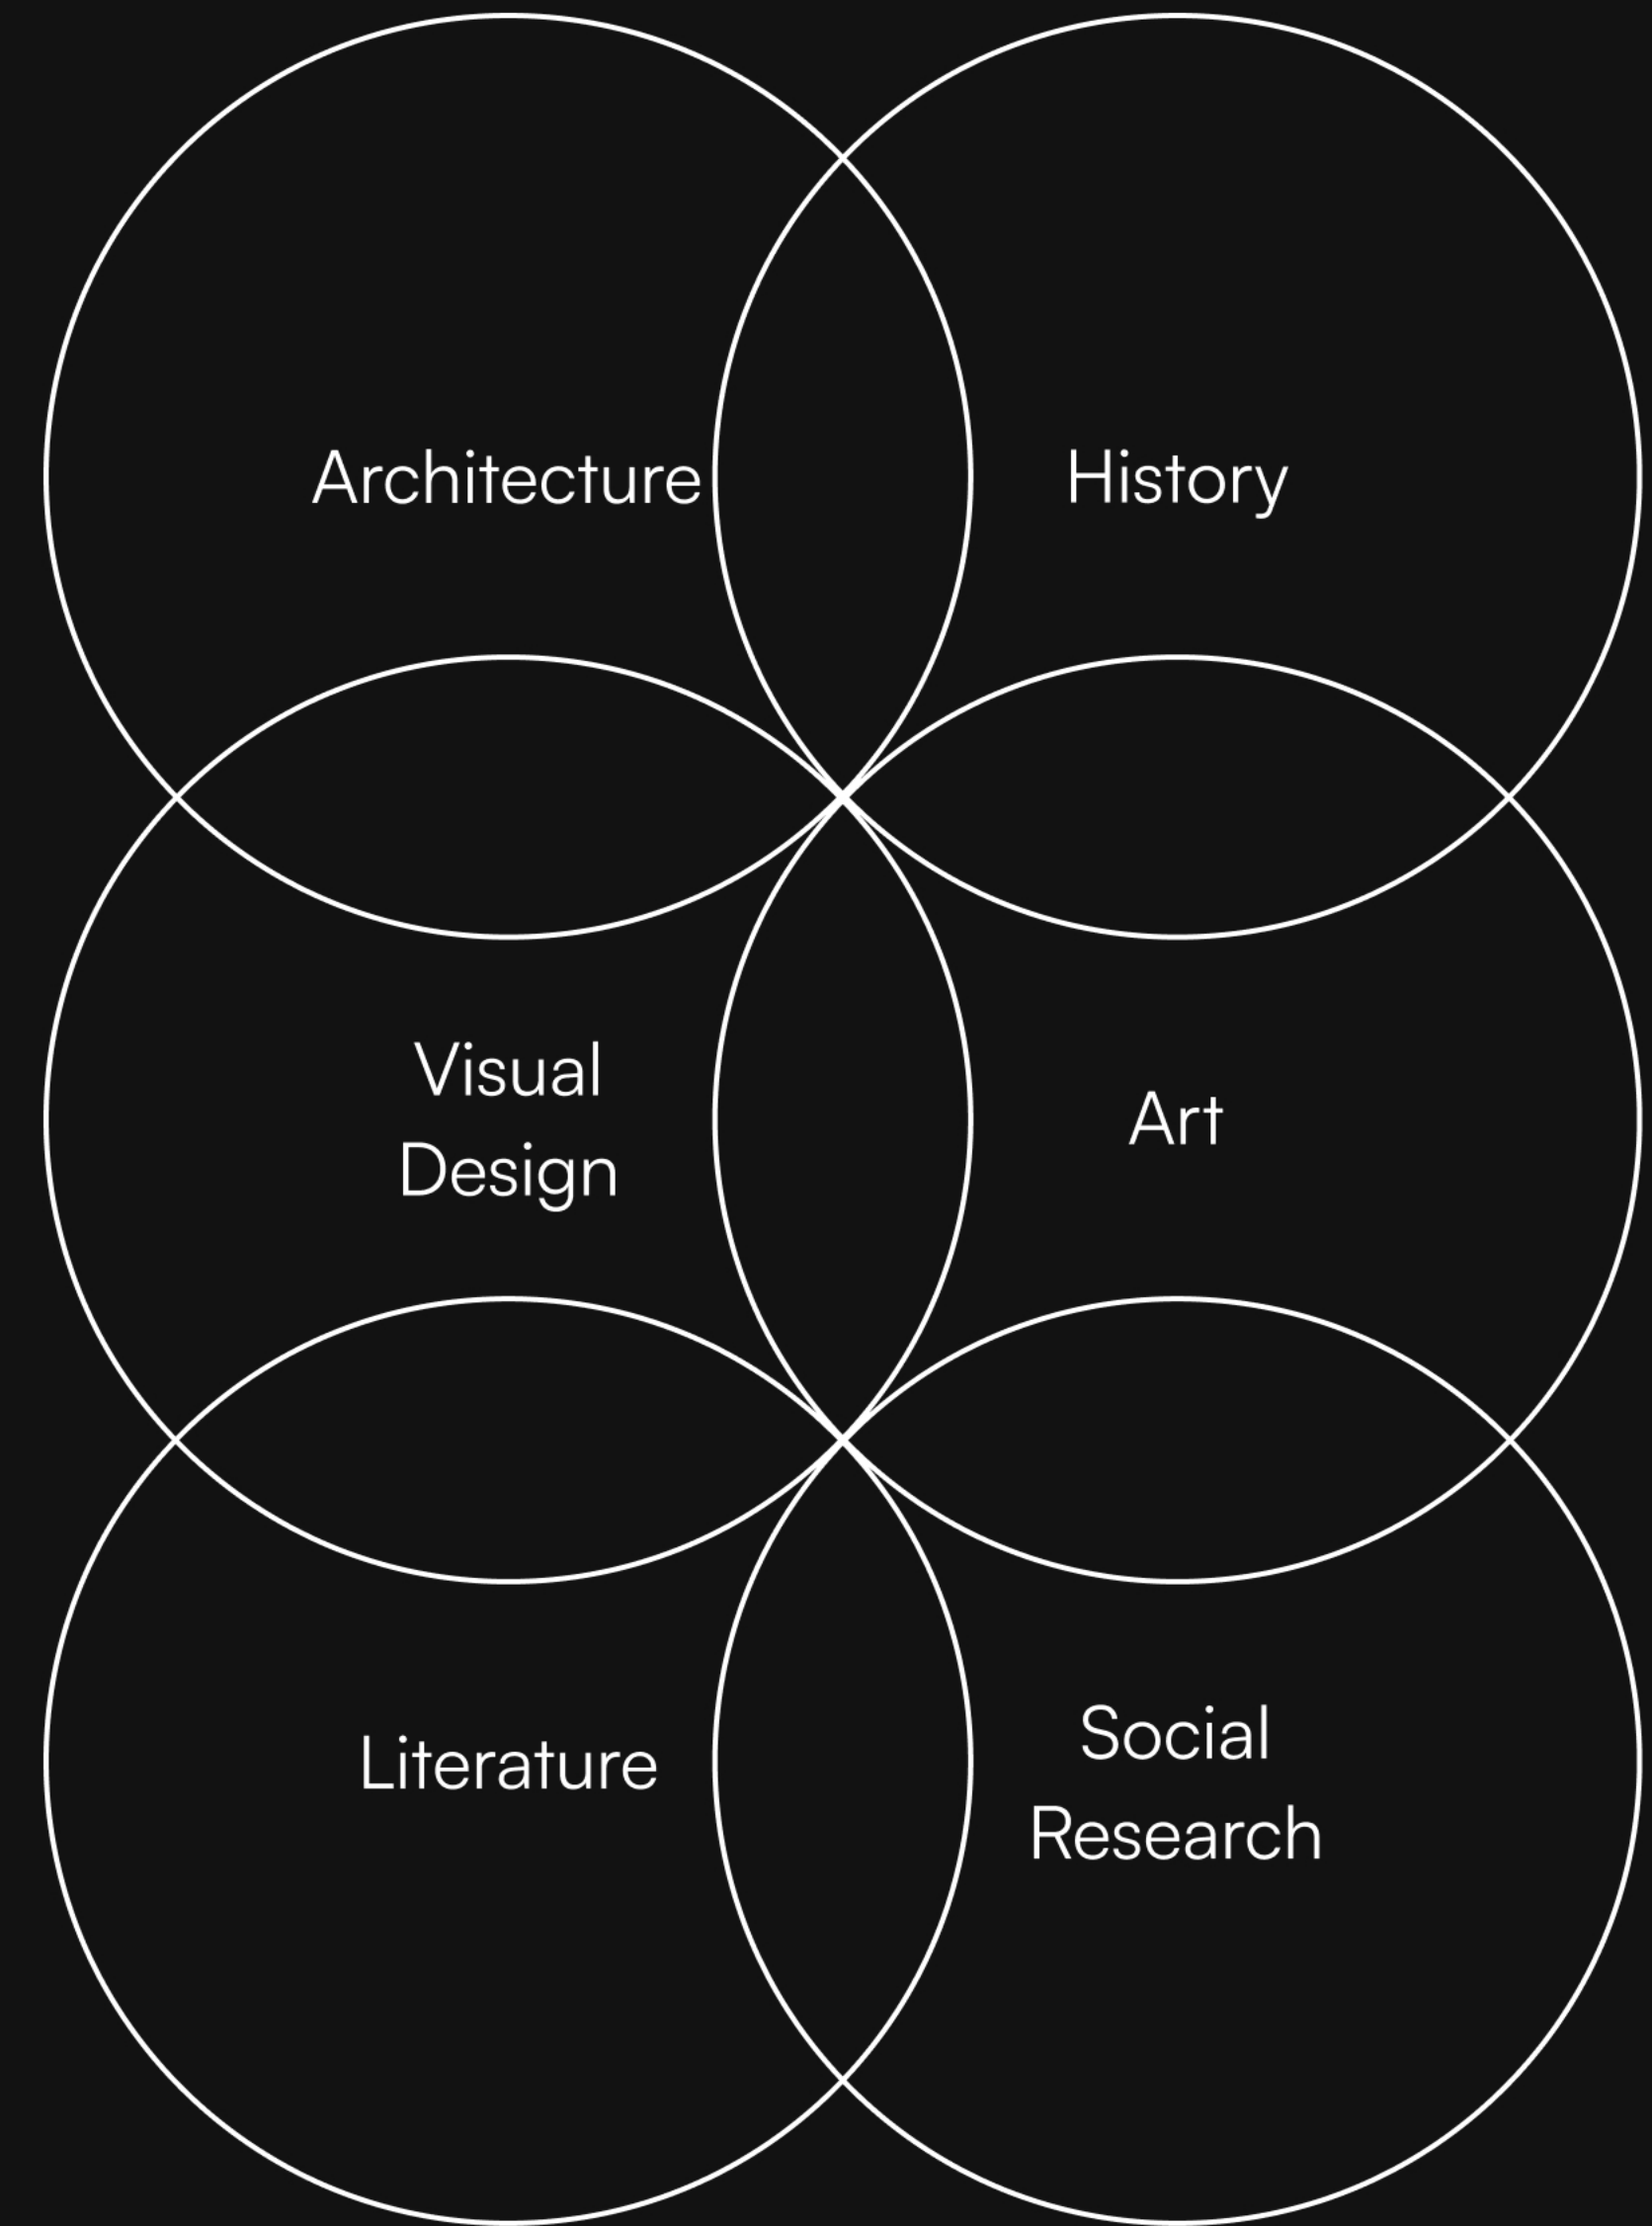 Architecture
History
Visual
Design
Art
Literature
Social
Research